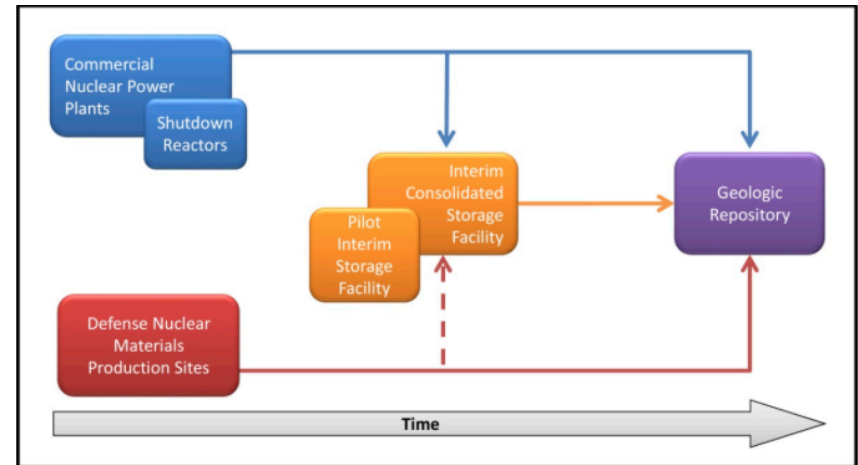 Commercial
Nuclear Power
Plants
Shutdown
Reactors
Interim
Consolidated
Storage
Facility
Pilot
Interim
Storage
Facility
Geologic
Repository
Defense Nuclear
Materials
Production Sites
Time